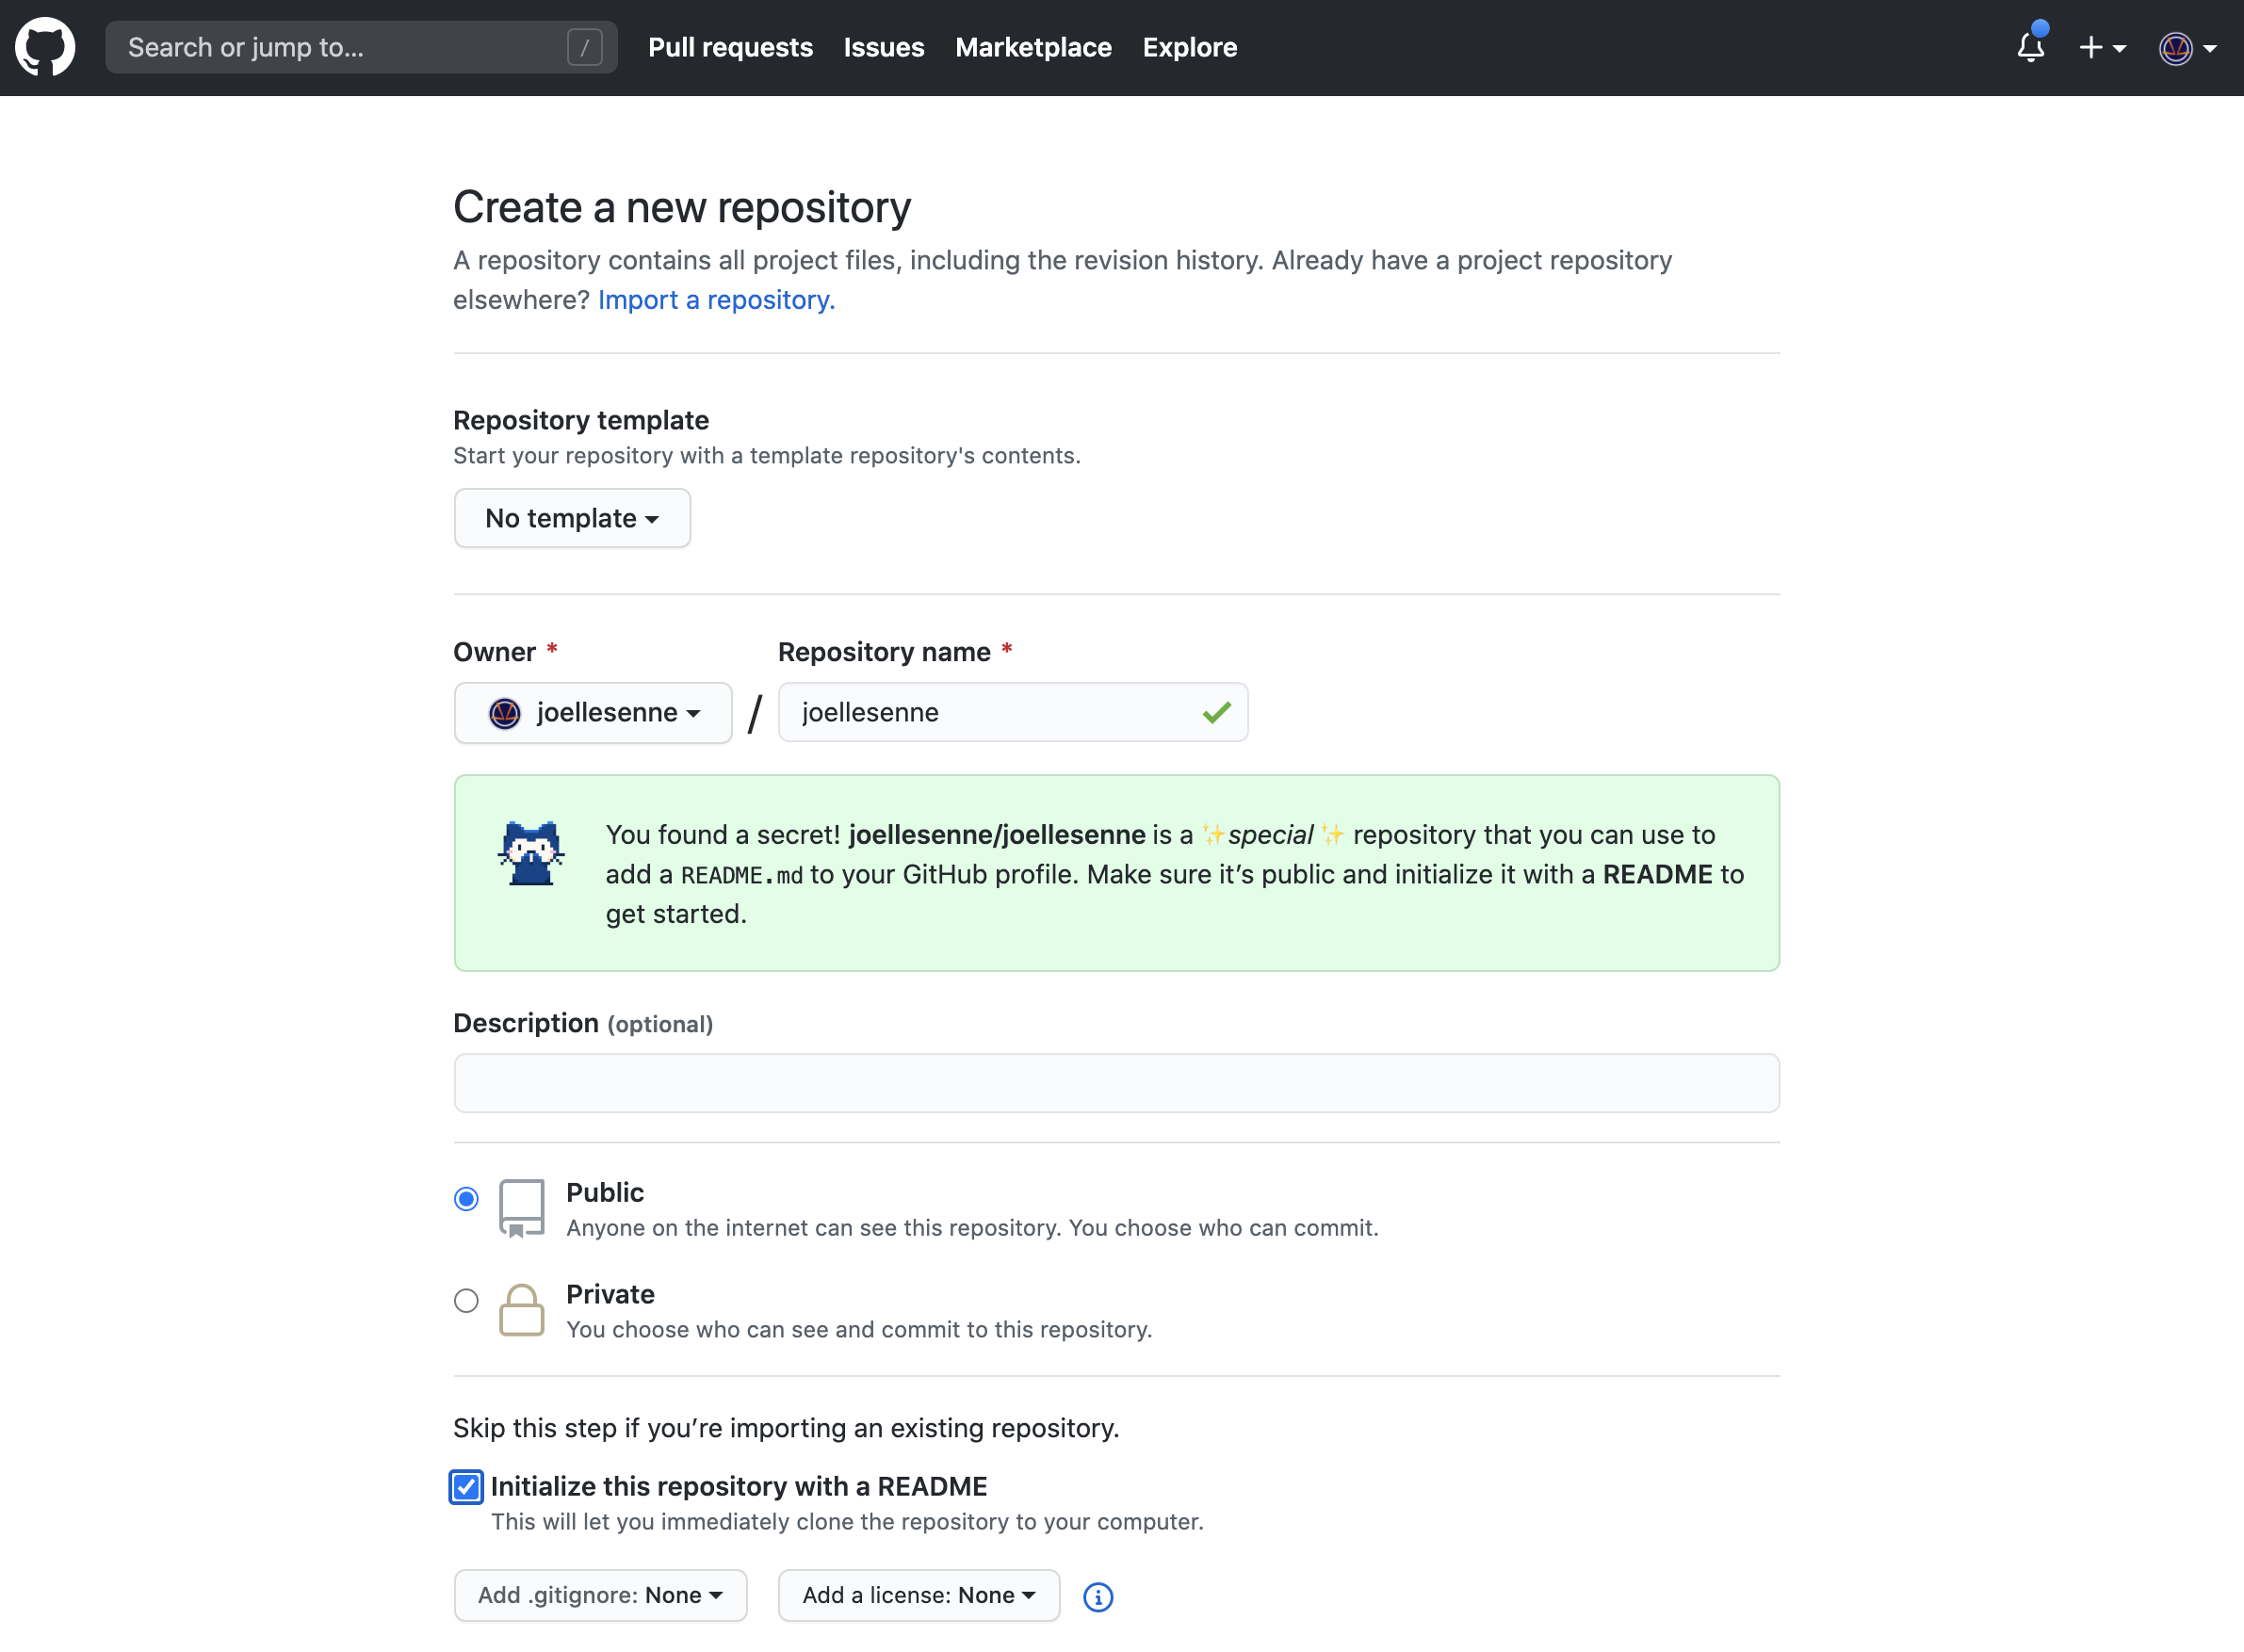 Search or jump to... /
Pull requests Issues Marketplace Explore
Create a new repository
A repository contains all project files, including the revision history. Already have a project repository
elsewhere? Import a repository.
Repository template
Start your repository with a template repository's contents.
No template
Owner * Repository name *
joellesenne / joellesenne
You found a secret! joellesenne/joellesenne is a ✨special✨ repository that you can use to
add a README.md to your GitHub profile. Make sure it’s public and initialize it with a README to
get started.
Description (optional)
Public
Anyone on the internet can see this repository. You choose who can commit.
Private
You choose who can see and commit to this repository.
Skip this step if you’re importing an existing repository.
Initialize this repository with a README
This will let you immediately clone the repository to your computer.
Add .gitignore: None Add a license: None